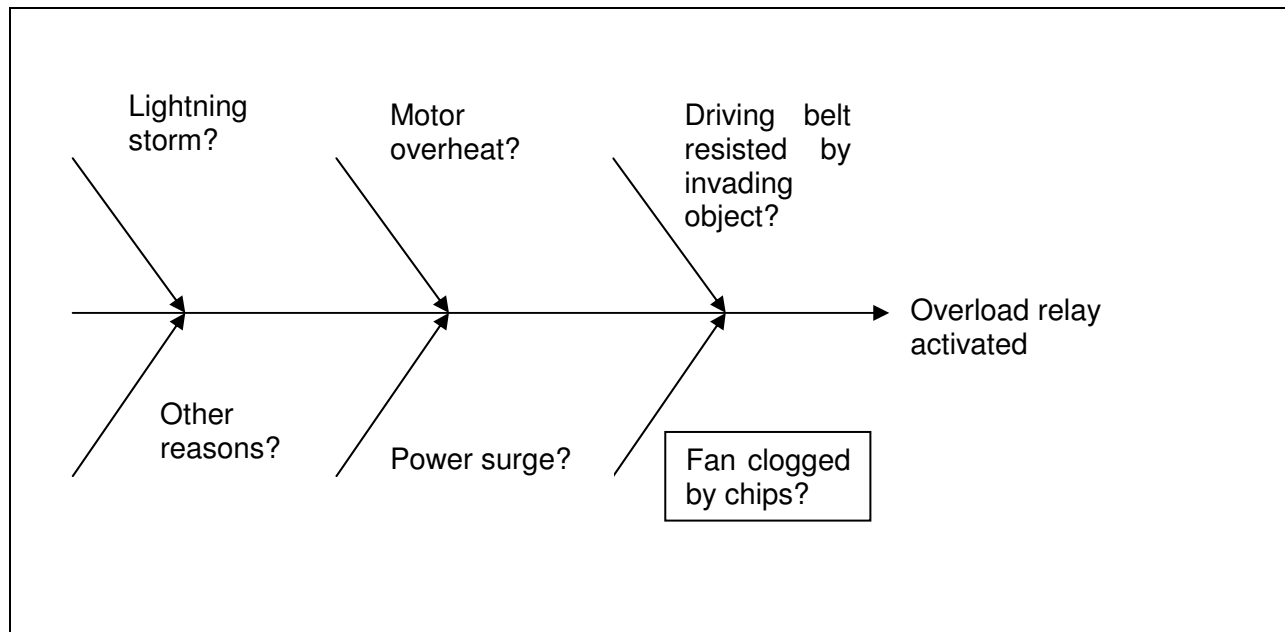 Lightning
storm?
Motor
overheat?
Driving belt
resisted by
invading
object?
Overload relay
activated
Other
reasons?
Power surge?
Fan clogged
by chips?